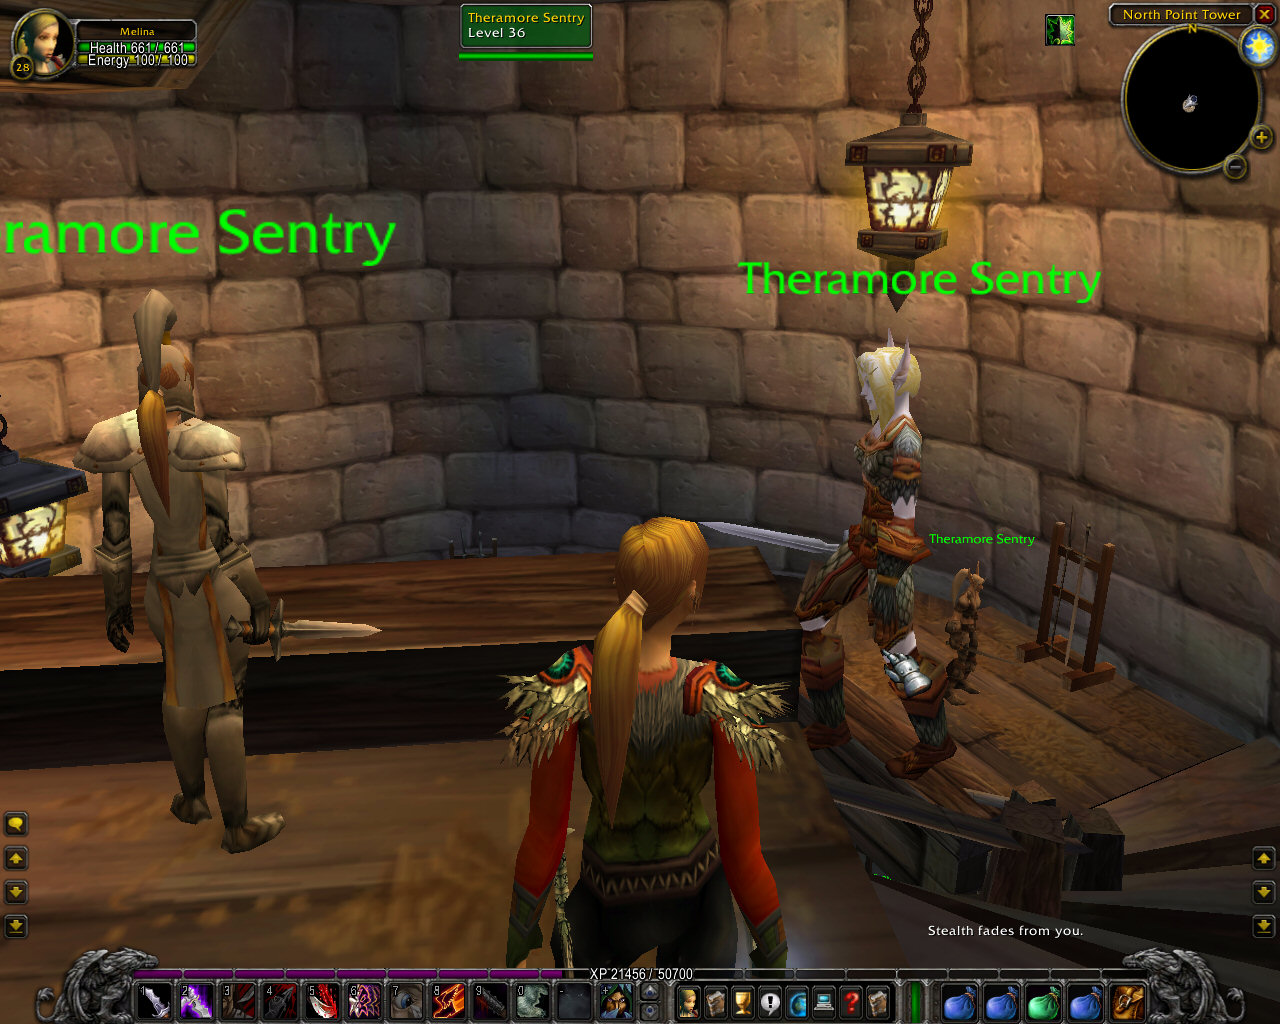 Melina
Health 661 / 661
Energy 100 / 100
28
Theramore Sentry
Level 36
North Point Tower
N
ramore Sentry
Theramore Sentry
Theramore Sentry
Stealth fades from you.
XP 21456 / 50700
1 2 3 4 5 6 7 8 9 0 - +